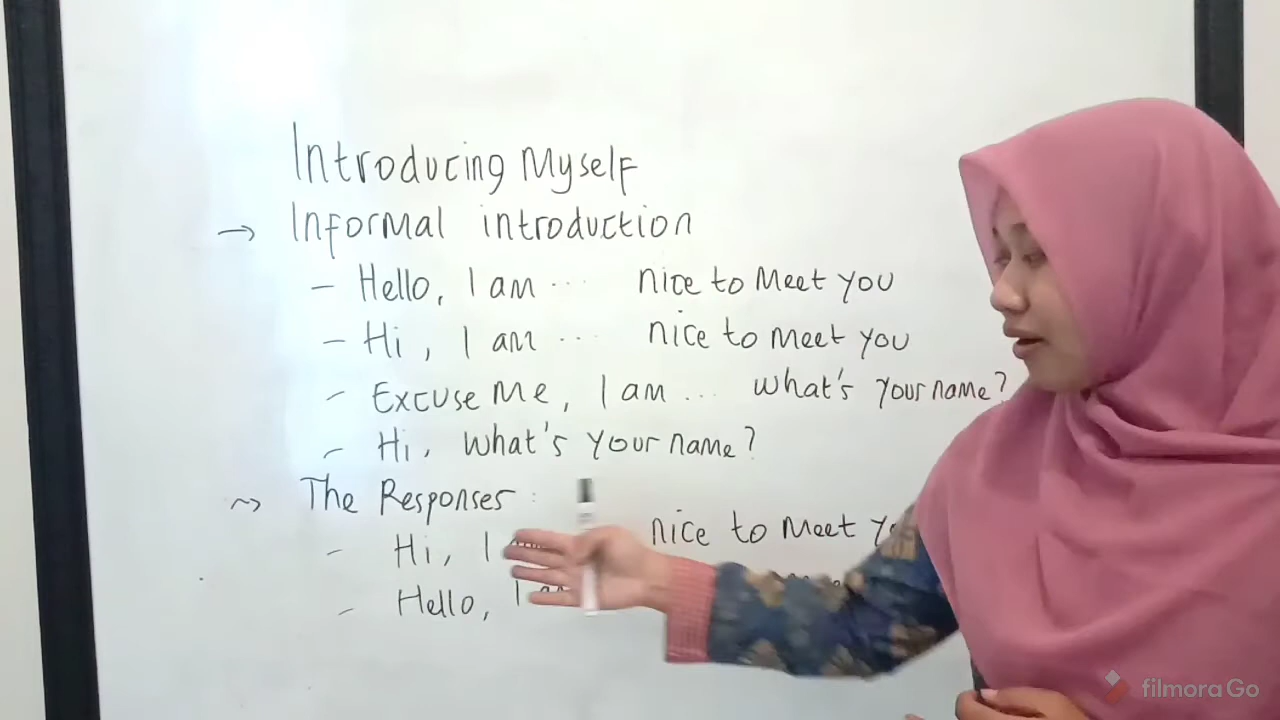 Introducing Myself
→ Informal introduction
- Hello, I am ... nice to Meet you
- Hi, I am ... nice to meet you
- Excuse Me, I am ... what's your name?
- Hi, what's your name?
~> The Responses :
- Hi, I nice to Meet
- Hello, I
filmora Go